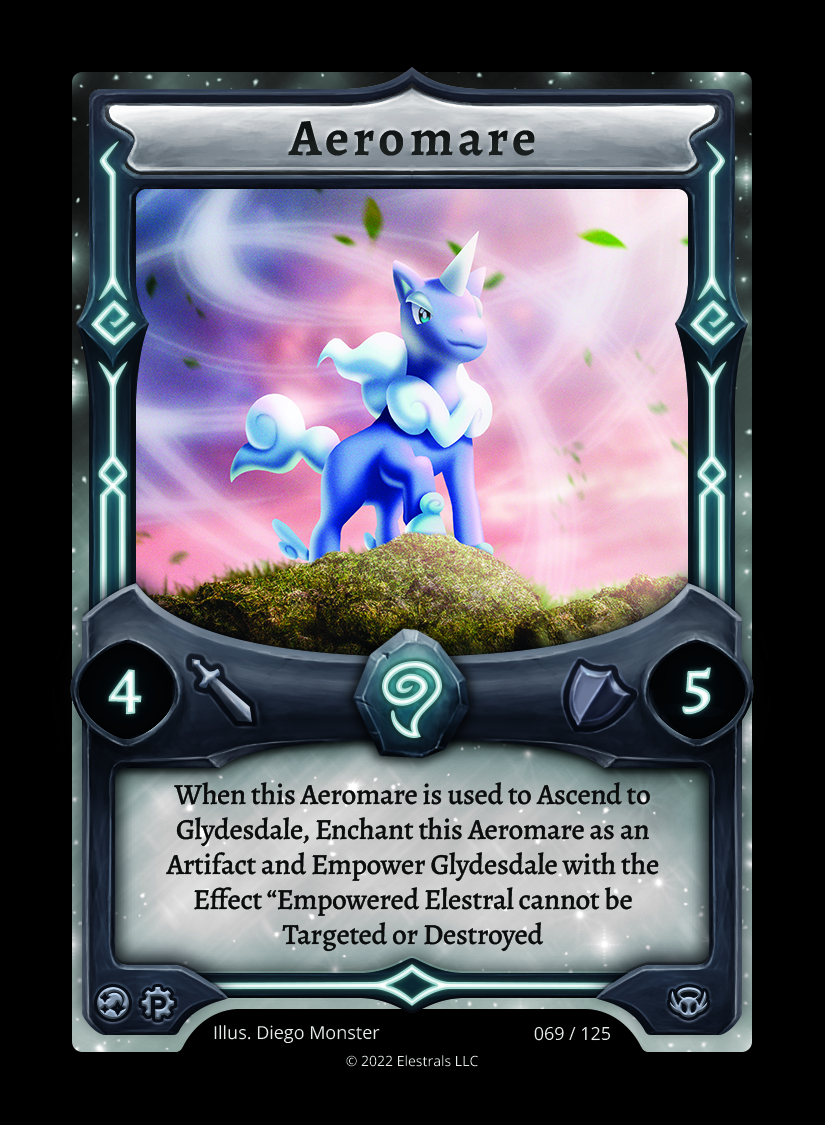 Aeromare
4
5
When this Aeromare is used to Ascend to
Glydesdale, Enchant this Aeromare as an
Artifact and Empower Glydesdale with the
Effect “Empowered Elestral cannot be
Targeted or Destroyed
P
Illus. Diego Monster
069 / 125
© 2022 Elestrals LLC